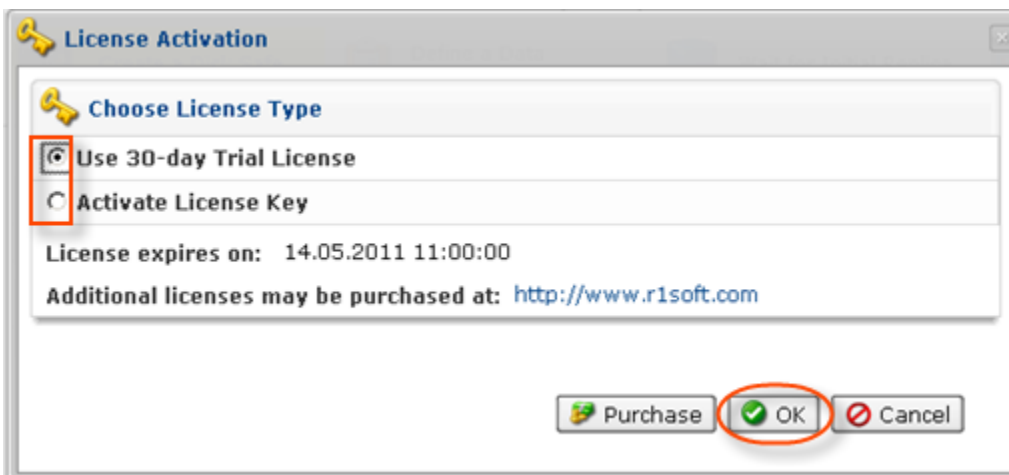 License Activation
Choose License Type
Use 30-day Trial License
Activate License Key
License expires on: 14.05.2011 11:00:00
Additional licenses may be purchased at: http://www.r1soft.com
Purchase OK Cancel